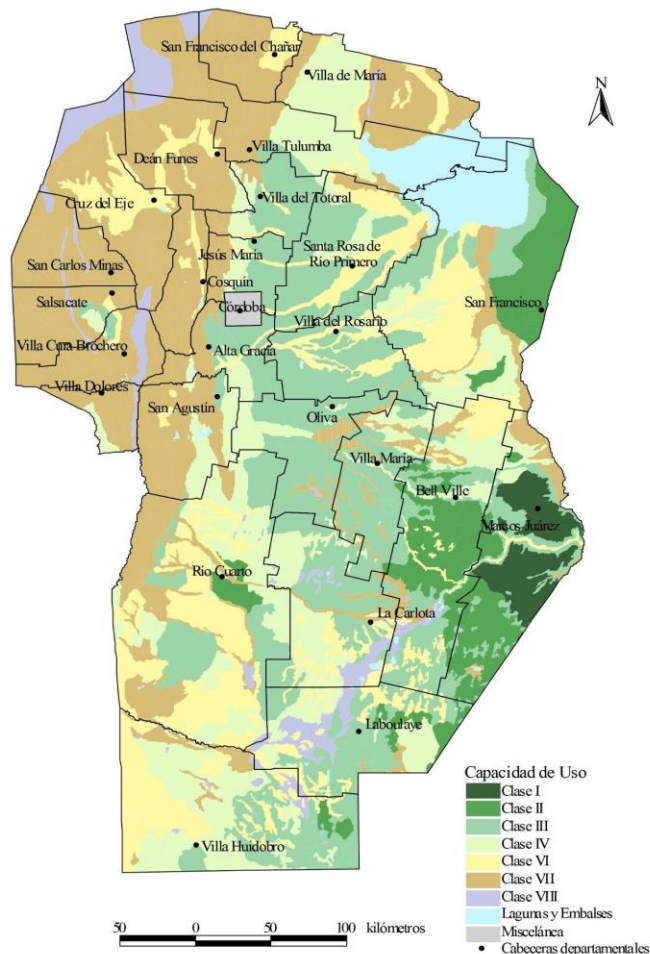 San Francisco del Chañar
Villa de María
N
Deán Funes
Villa Tulumba
Cruz del Eje
Villa del Totoral
Jesús María
Santa Rosa de
Río Primero
San Carlos Minas
Cosquín
Salsacate
Córdoba
San Francisco
Villa del Rosario
Villa Cura Brochero
Alta Gracia
Villa Dolores
San Agustín
Oliva
Villa María
Bell Ville
Marcos Juárez
Río Cuarto
La Carlota
Laboulaye
Villa Huidobro
Capacidad de Uso
Clase I
Clase II
Clase III
Clase IV
Clase VI
Clase VII
Clase VIII
Lagunas y Embalses
Miscelánea
Cabeceras departamentales
50 0 50 100 kilómetros